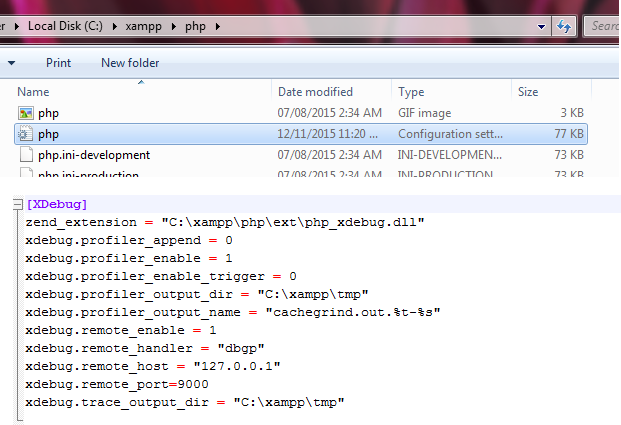 er ▸ Local Disk (C:) ▸ xampp ▸ php ▸ Searc
Print New folder
Name Date modified Type Size
php 07/08/2015 2:34 AM GIF image 3 KB
php 12/11/2015 11:20 ... Configuration sett... 77 KB
php.ini-development 07/08/2015 2:34 AM INI-DEVELOPMEN... 73 KB
php.ini-production 07/08/2015 2:34 AM INI-PRODUCTION 73 KB
[XDebug]
zend_extension = "C:\xampp\php\ext\php_xdebug.dll"
xdebug.profiler_append = 0
xdebug.profiler_enable = 1
xdebug.profiler_enable_trigger = 0
xdebug.profiler_output_dir = "C:\xampp\tmp"
xdebug.profiler_output_name = "cachegrind.out.%t-%s"
xdebug.remote_enable = 1
xdebug.remote_handler = "dbgp"
xdebug.remote_host = "127.0.0.1"
xdebug.remote_port=9000
xdebug.trace_output_dir = "C:\xampp\tmp"